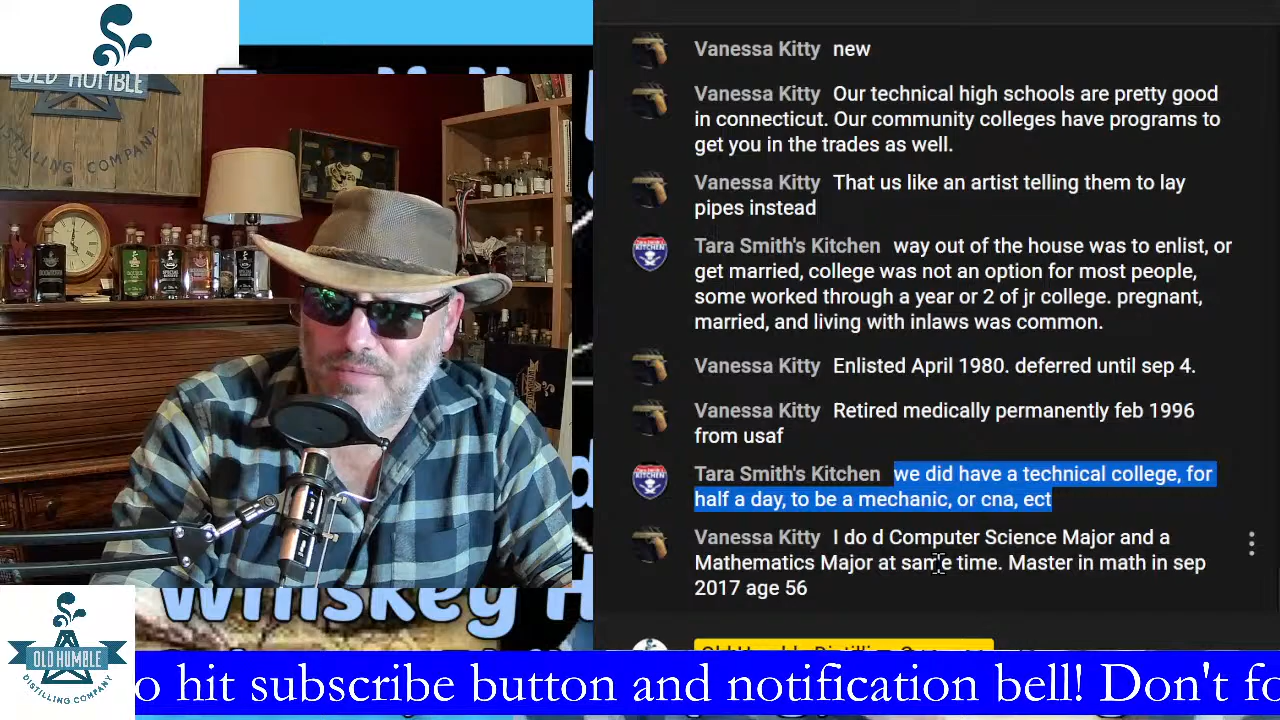 OLD HUMBLE
DISTILLING COMPANY
Vanessa Kitty new
Vanessa Kitty Our technical high schools are pretty good
in connecticut. Our community colleges have programs to
get you in the trades as well.
Vanessa Kitty That us like an artist telling them to lay
pipes instead
Tara Smith's Kitchen way out of the house was to enlist, or
get married, college was not an option for most people,
some worked through a year or 2 of jr college. pregnant,
married, and living with inlaws was common.
Vanessa Kitty Enlisted April 1980. deferred until sep 4.
Vanessa Kitty Retired medically permanently feb 1996
from usaf
Tara Smith's Kitchen we did have a technical college, for
half a day, to be a mechanic, or cna, ect
Vanessa Kitty I do d Computer Science Major and a
Mathematics Major at same time. Master in math in sep
2017 age 56
KITCHEN
KITCHEN
Whiskey H
OLD HUMBLE
DISTILLING COMPANY
o hit subscribe button and notification bell! Don't fo